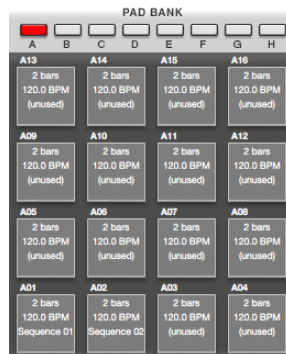 PAD BANK
A B C D E F G H
A13 A14 A15 A16
2 bars 2 bars 2 bars 2 bars
120.0 BPM 120.0 BPM 120.0 BPM 120.0 BPM
(unused) (unused) (unused) (unused)
A09 A10 A11 A12
2 bars 2 bars 2 bars 2 bars
120.0 BPM 120.0 BPM 120.0 BPM 120.0 BPM
(unused) (unused) (unused) (unused)
A05 A06 A07 A08
2 bars 2 bars 2 bars 2 bars
120.0 BPM 120.0 BPM 120.0 BPM 120.0 BPM
(unused) (unused) (unused) (unused)
A01 A02 A03 A04
2 bars 2 bars 2 bars 2 bars
120.0 BPM 120.0 BPM 120.0 BPM 120.0 BPM
Sequence 01 Sequence 02 (unused) (unused)